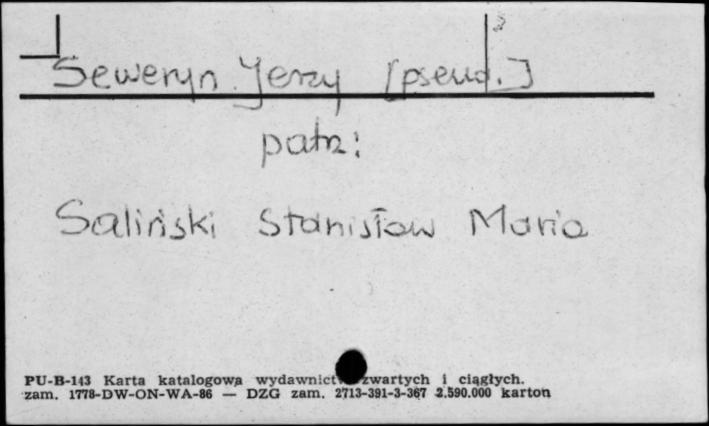 Seweryn Jerzy [pseud.]
patrz:
Saliński Stanisław Maria
PU-B-143 Karta katalogowa wydawnictw zwartych i ciągłych.
zam. 1778-DW-ON-WA-86 — DZG zam. 2713-391-3-367 2.590.000 karton